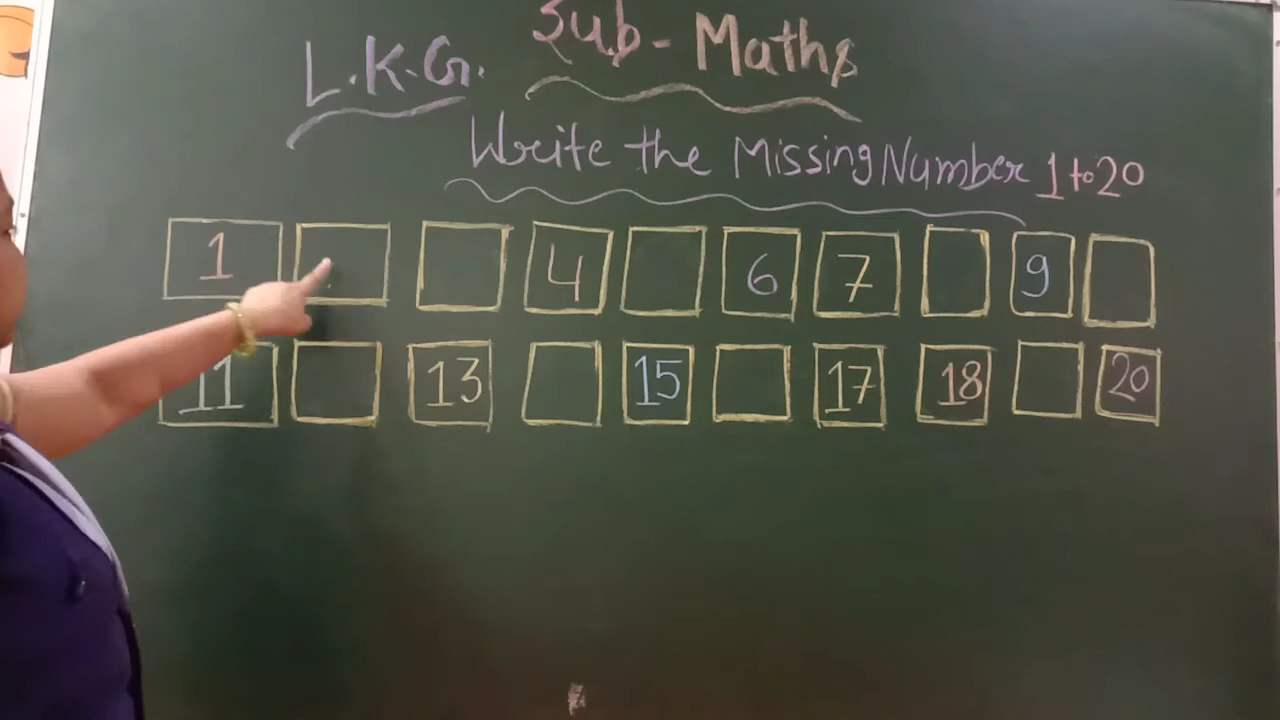 L.K.G. Sub - Maths
Write the Missing Number 1 to 20
1 4 6 7 9
11 13 15 17 18 20